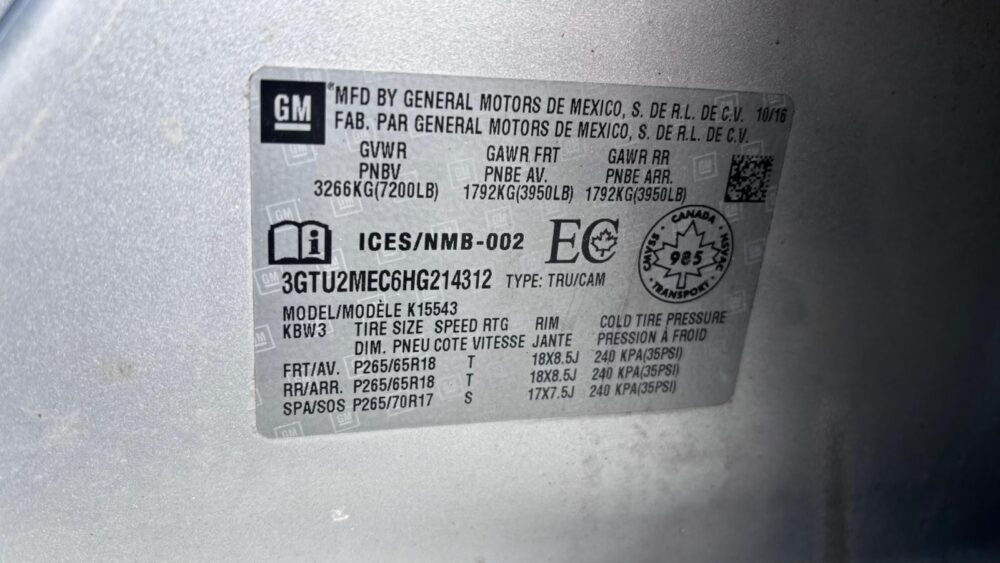 GM
MFD BY GENERAL MOTORS DE MEXICO, S. DE R.L. DE C.V. 10/16
FAB. PAR GENERAL MOTORS DE MEXICO, S. DE R.L. DE C.V.
GVWR GAWR FRT GAWR RR
PNBV PNBE AV. PNBE ARR.
3266KG(7200LB) 1792KG(3950LB) 1792KG(3950LB)
i ICES/NMB-002 EC
CANADA CMVSS 985 NSVAC TRANSPORT
3GTU2MEC6HG214312 TYPE: TRU/CAM
MODEL/MODÈLE K15543
KBW3 TIRE SIZE SPEED RTG RIM COLD TIRE PRESSURE
DIM. PNEU COTE VITESSE JANTE PRESSION À FROID
FRT/AV. P265/65R18 T 18X8.5J 240 KPA(35PSI)
RR/ARR. P265/65R18 T 18X8.5J 240 KPA(35PSI)
SPA/SOS P265/70R17 S 17X7.5J 240 KPA(35PSI)